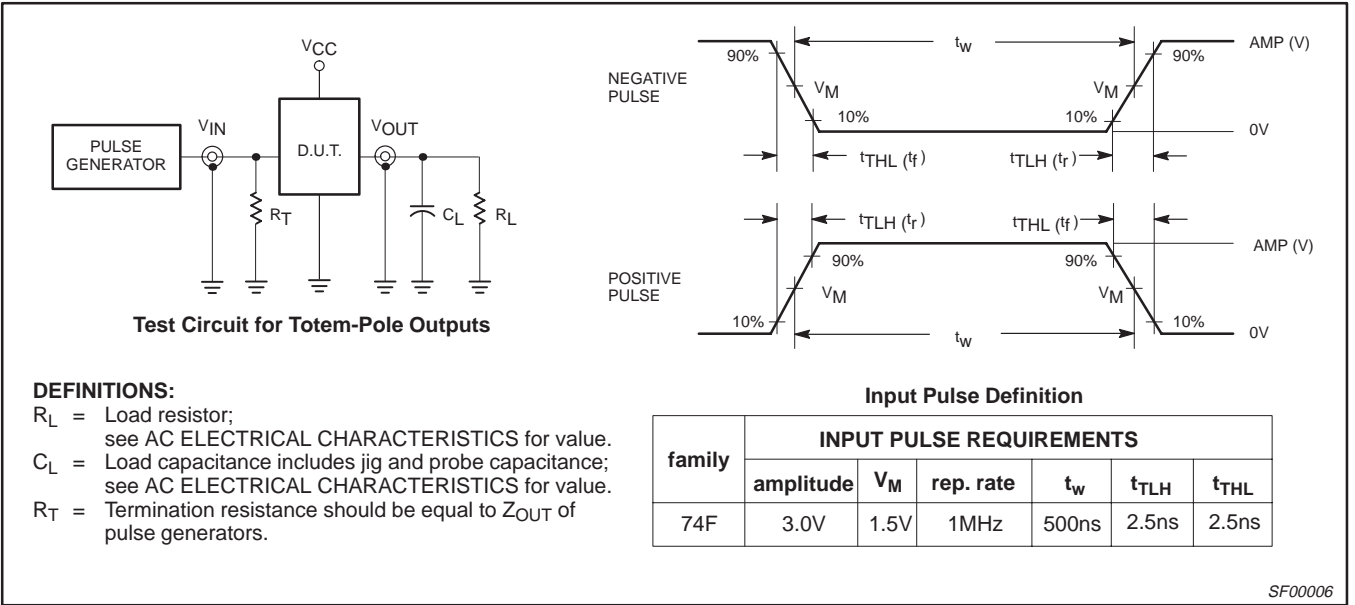 VCC
VIN
VOUT
PULSE
GENERATOR
D.U.T.
RT
CL
RL
Test Circuit for Totem-Pole Outputs
NEGATIVE
PULSE
90%
tw
90%
AMP (V)
VM
VM
10%
10%
0V
tTHL (tf)
tTLH (tr)
tTLH (tr)
tTHL (tf)
AMP (V)
POSITIVE
PULSE
90%
90%
VM
VM
10%
10%
tw
0V
Input Pulse Definition
DEFINITIONS:
RL = Load resistor;
see AC ELECTRICAL CHARACTERISTICS for value.
CL = Load capacitance includes jig and probe capacitance;
see AC ELECTRICAL CHARACTERISTICS for value.
RT = Termination resistance should be equal to ZOUT of
pulse generators.
family INPUT PULSE REQUIREMENTS
amplitude VM rep. rate tw tTLH tTHL
74F 3.0V 1.5V 1MHz 500ns 2.5ns 2.5ns
SF00006